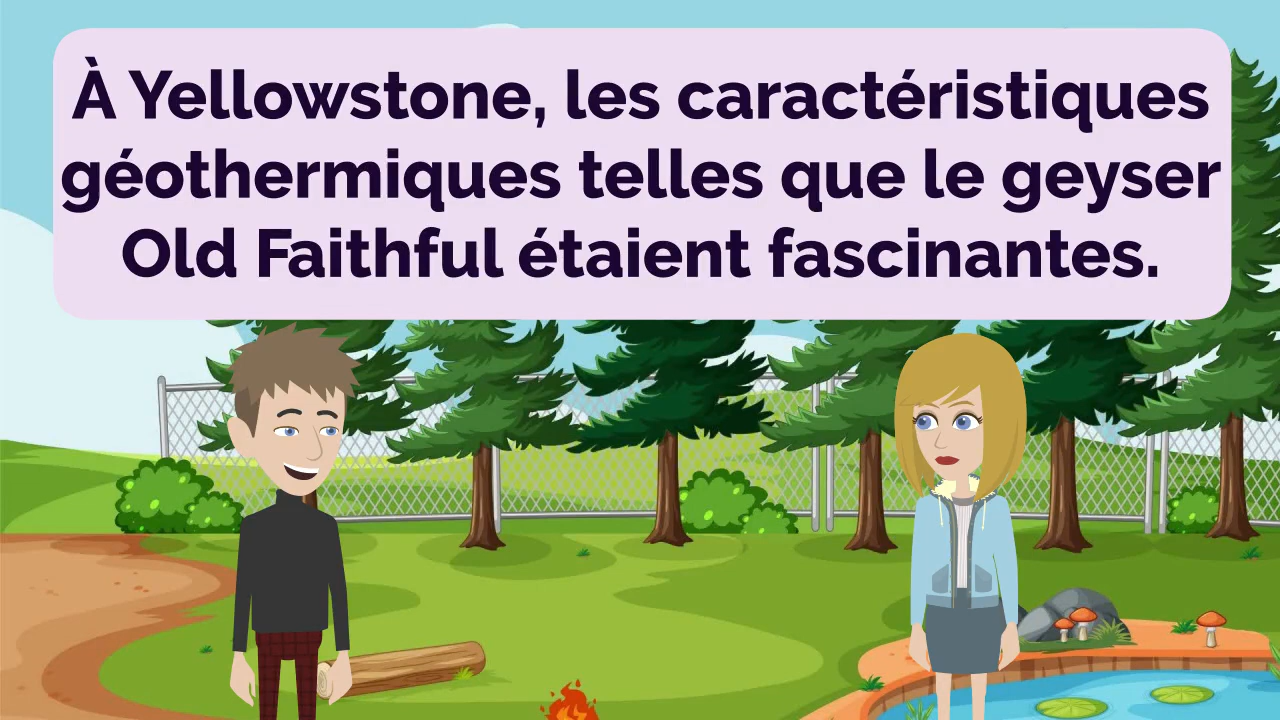 À Yellowstone, les caractéristiques
géothermiques telles que le geyser
Old Faithful étaient fascinantes.